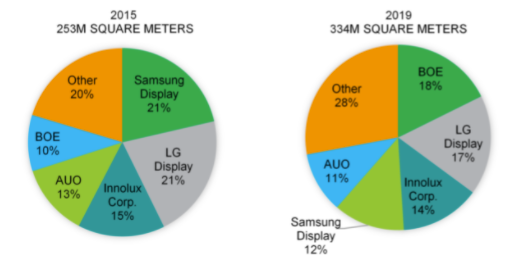 2015
253M SQUARE METERS
Other
20%
Samsung
Display
21%
BOE
10%
LG
Display
21%
AUO
13%
Innolux
Corp.
15%
2019
334M SQUARE METERS
Other
28%
BOE
18%
LG
Display
17%
AUO
11%
Innolux
Corp.
14%
Samsung
Display
12%